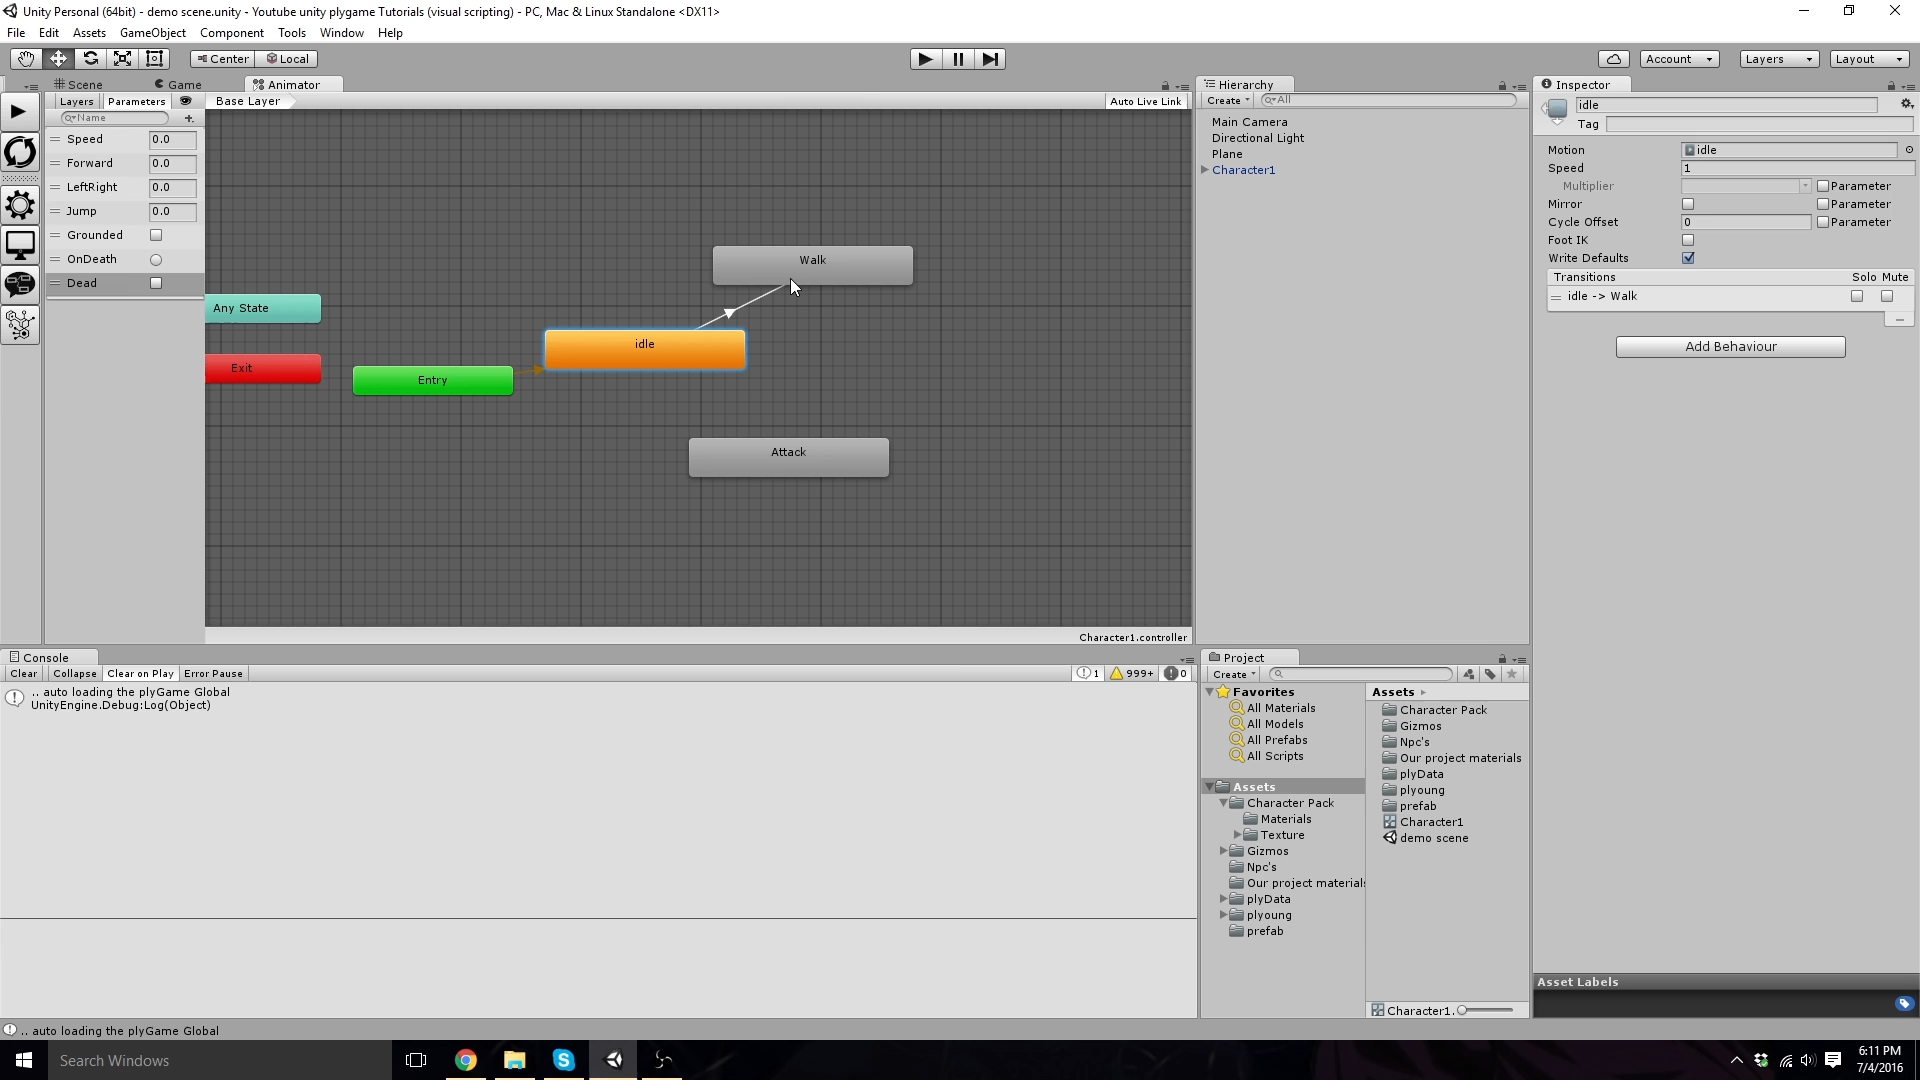 Unity Personal (64bit) - demo scene.unity - Youtube unity plygame Tutorials (visual scripting) - PC, Mac & Linux Standalone <DX11>
File Edit Assets GameObject Component Tools Window Help
Center Local Account Layers Layout
Scene Game Animator
Layers Parameters Base Layer Auto Live Link
Name
Speed 0.0
Forward 0.0
LeftRight 0.0
Jump 0.0
Grounded
OnDeath
Dead
Any State
Exit
Entry
idle
Walk
Attack
Character1.controller
Hierarchy
Create All
Main Camera
Directional Light
Plane
Character1
Inspector
idle
Tag
Motion idle
Speed 1
Multiplier Parameter
Mirror Parameter
Cycle Offset 0 Parameter
Foot IK
Write Defaults
Transitions Solo Mute
idle -> Walk
Add Behaviour
Console
Clear Collapse Clear on Play Error Pause 1 999+ 0
.. auto loading the plyGame Global
UnityEngine.Debug:Log(Object)
Project
Create
Favorites
All Materials
All Models
All Prefabs
All Scripts
Assets
Character Pack
Materials
Texture
Gizmos
Npc's
Our project materials
plyData
plyoung
prefab
Assets
Character Pack
Gizmos
Npc's
Our project materials
plyData
plyoung
prefab
Character1
demo scene
Character1.
Asset Labels
.. auto loading the plyGame Global
Search Windows
6:11 PM
7/4/2016